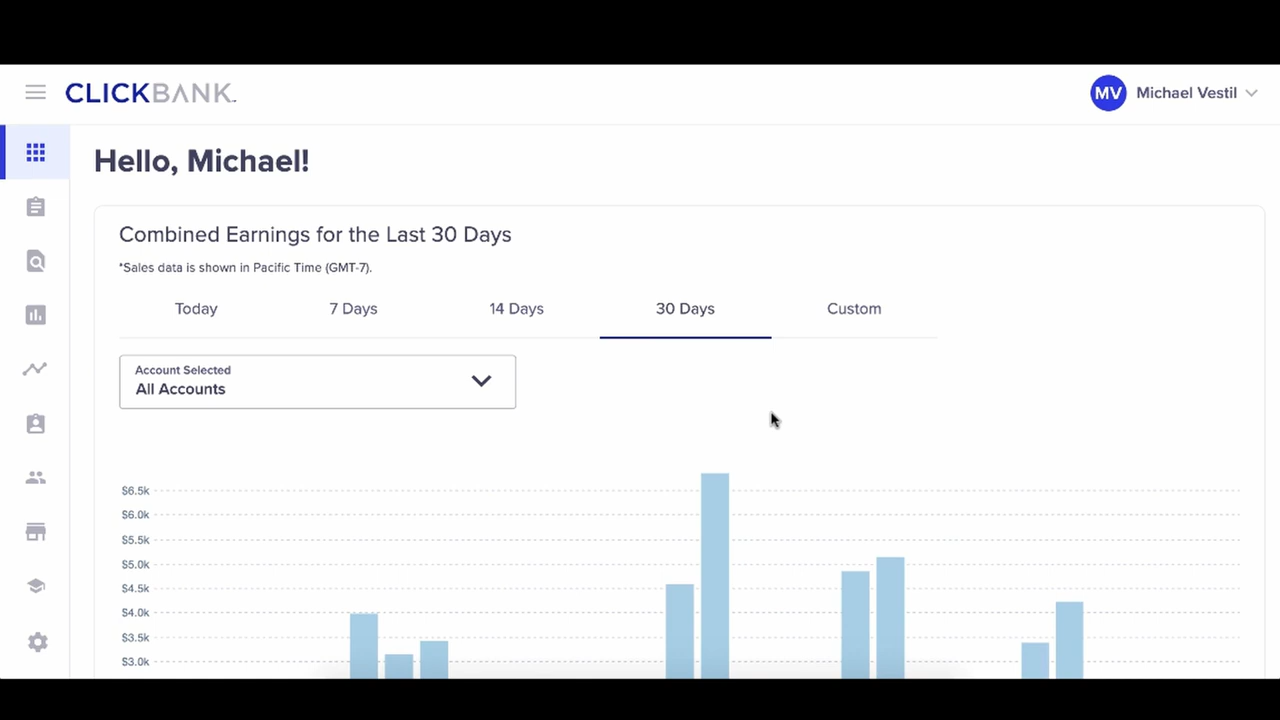 CLICKBANK
MV Michael Vestil
Hello, Michael!
Combined Earnings for the Last 30 Days
*Sales data is shown in Pacific Time (GMT-7).
Today 7 Days 14 Days 30 Days Custom
Account Selected
All Accounts
$6.5k
$6.0k
$5.5k
$5.0k
$4.5k
$4.0k
$3.5k
$3.0k